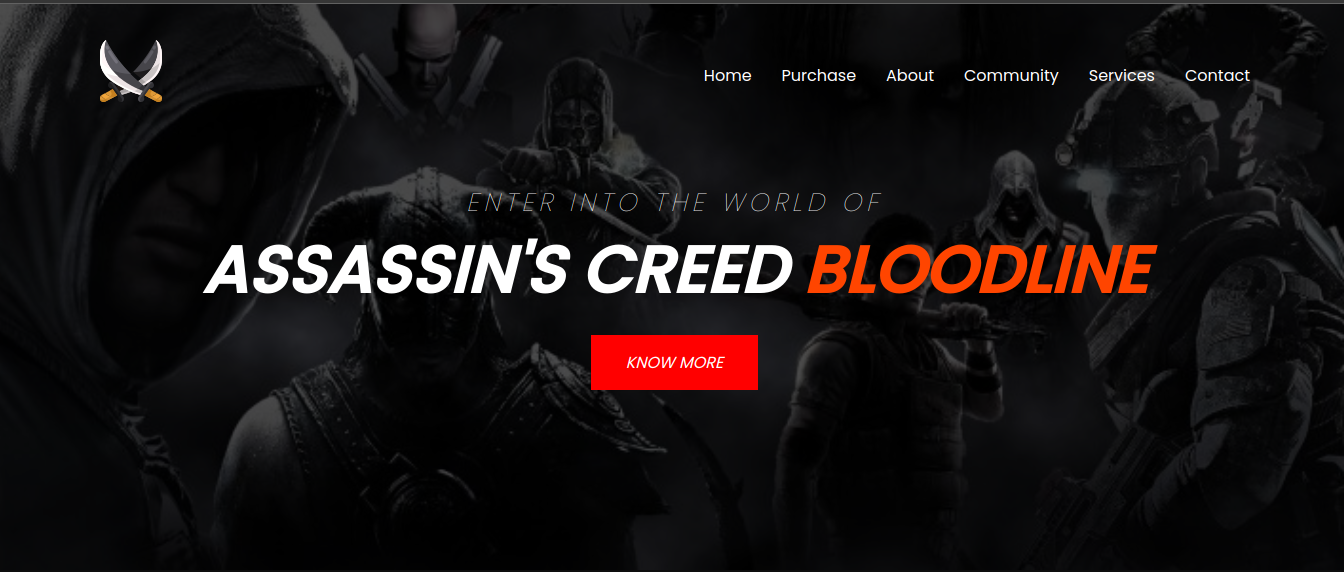 Home Purchase About Community Services Contact
ENTER INTO THE WORLD OF
ASSASSIN'S CREED BLOODLINE
KNOW MORE